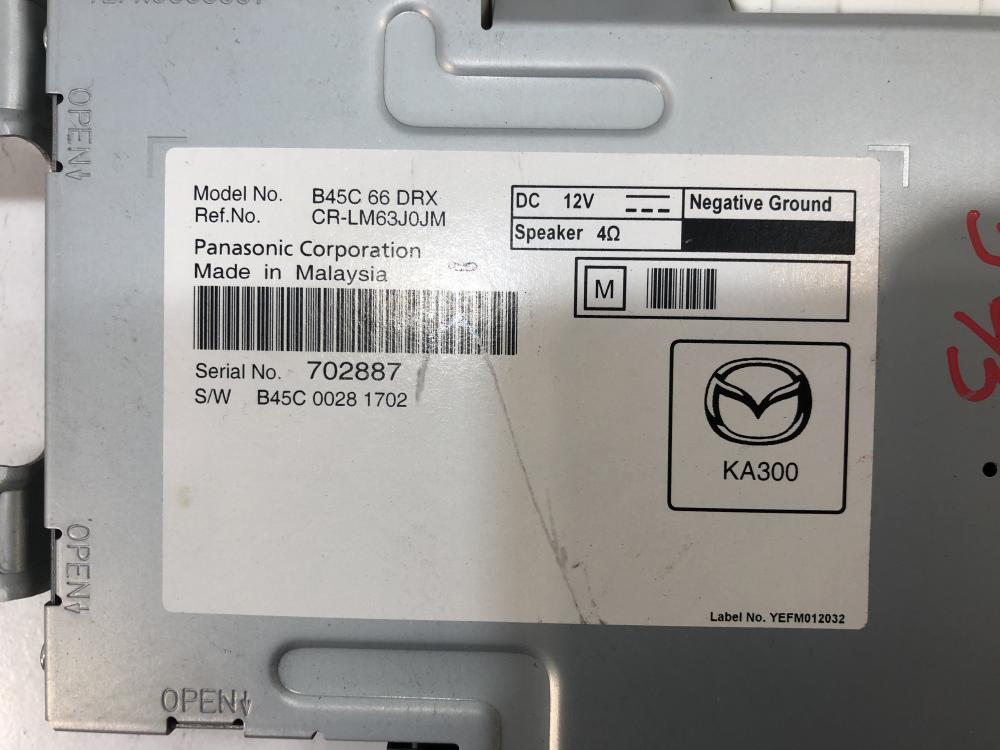 OPEN
Model No. B45C 66 DRX
Ref.No. CR-LM63J0JM
Panasonic Corporation
Made in Malaysia
DC 12V
Negative Ground
Speaker 4Ω
M
Serial No. 702887
S/W B45C 0028 1702
KA300
Label No. YEFM012032
OPEN
OPEN